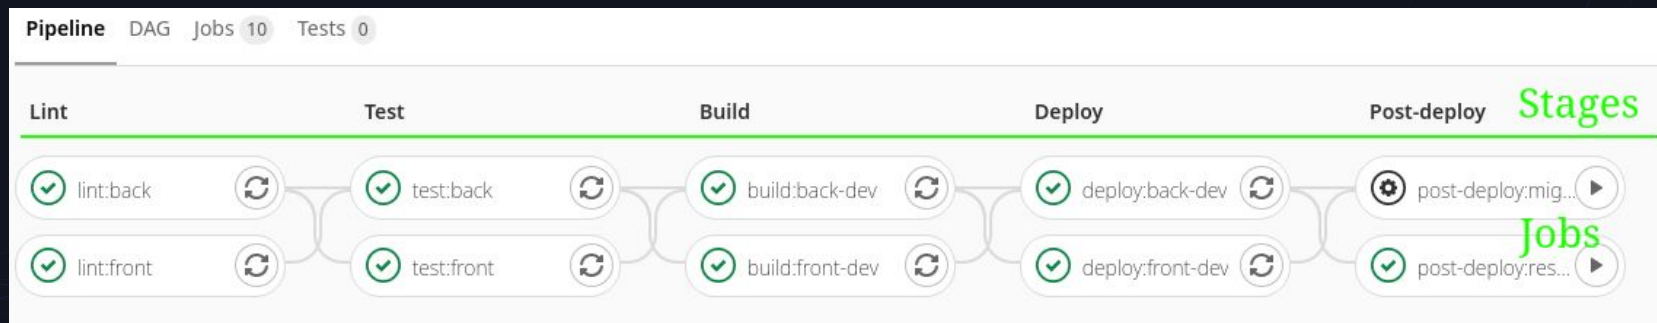 Pipeline DAG Jobs 10 Tests 0
Lint Test Build Deploy Post-deploy Stages
lint:back test:back build:back-dev deploy:back-dev post-deploy:mig...
Jobs
lint:front test:front build:front-dev deploy:front-dev post-deploy:res...